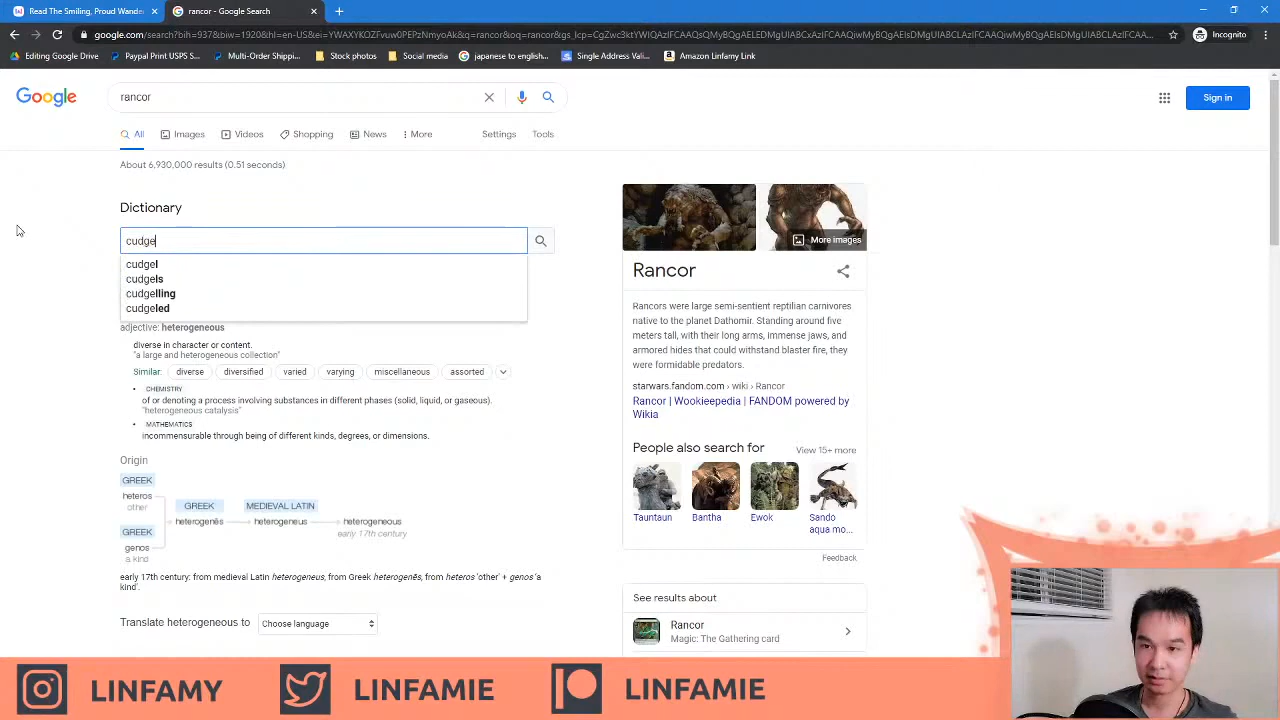 Read The Smiling, Proud Wander
rancor - Google Search
google.com/search?bih=937&biw=1920&hl=en-US&ei=
Incognito
Editing Google Drive
Paypal Print USPS S...
Multi-Order Shippi...
Stock photos
Social media
japanese to english...
Single Address Vali...
Amazon Linfamy Link
Google
rancor
Sign in
All
Images
Videos
Shopping
News
More
Settings
Tools
About 6,930,000 results (0.51 seconds)
Dictionary
cudge
cudgel
cudgels
cudgelling
cudgeled
adjective: heterogeneous
diverse in character or content.
"a large and heterogeneous collection"
Similar: diverse diversified varied varying miscellaneous assorted
• CHEMISTRY
of or denoting a process involving substances in different phases (solid, liquid, or gaseous).
"heterogeneous catalysis"
• MATHEMATICS
incommensurable through being of different kinds, degrees, or dimensions.
Origin
GREEK
heteros
other
GREEK
genos
a kind
GREEK
heterogenēs
MEDIEVAL LATIN
heterogeneus
heterogeneous
early 17th century
early 17th century: from medieval Latin heterogeneus, from Greek heterogenēs, from heteros 'other' + genos 'a
kind'.
Translate heterogeneous to
Choose language
More images
Rancor
Rancors were large semi-sentient reptilian carnivores
native to the planet Dathomir. Standing around five
meters tall, with their long arms, immense jaws, and
armored hides that could withstand blaster fire, they
were formidable predators.
starwars.fandom.com › wiki › Rancor
Rancor | Wookieepedia | FANDOM powered by
Wikia
People also search for
View 15+ more
Tauntaun
Bantha
Ewok
Sando
aqua mo...
Feedback
See results about
Rancor
Magic: The Gathering card
LINFAMY
LINFAMIE
LINFAMIE